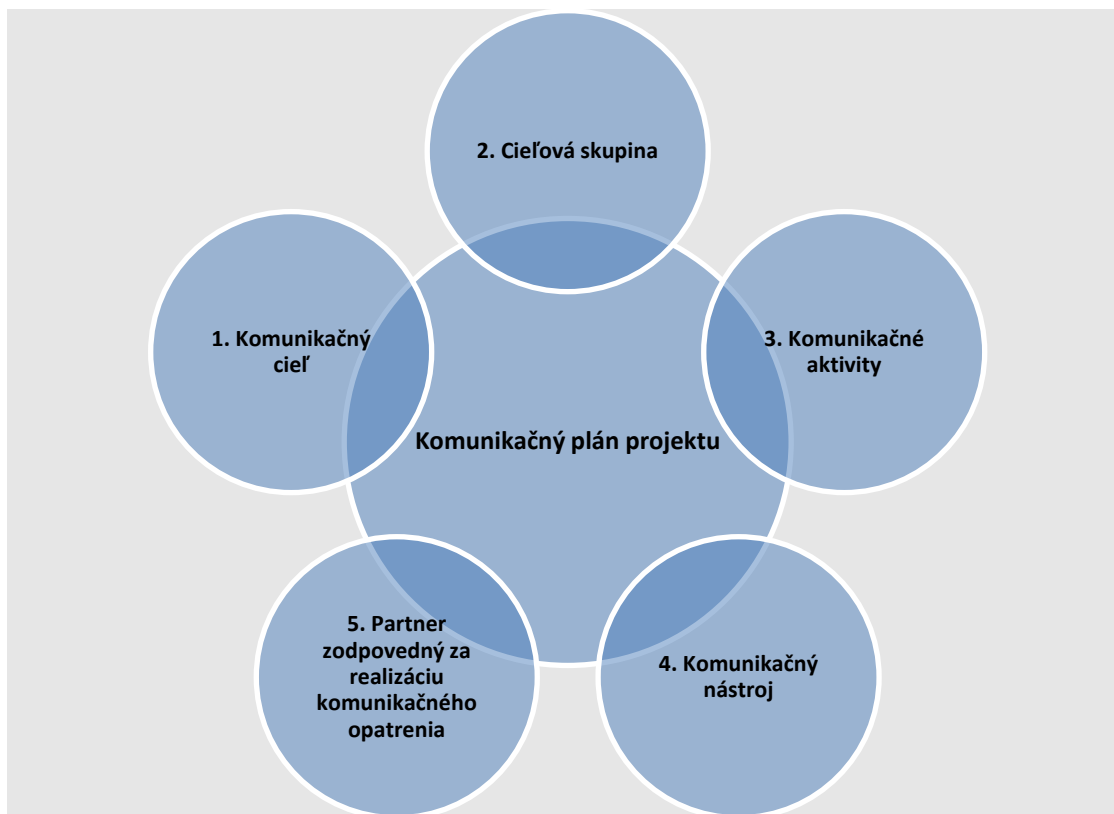 2. Cieľová skupina
1. Komunikačný
cieľ
3. Komunikačné
aktivity
Komunikačný plán projektu
5. Partner
zodpovedný za
realizáciu
komunikačného
opatrenia
4. Komunikačný
nástroj